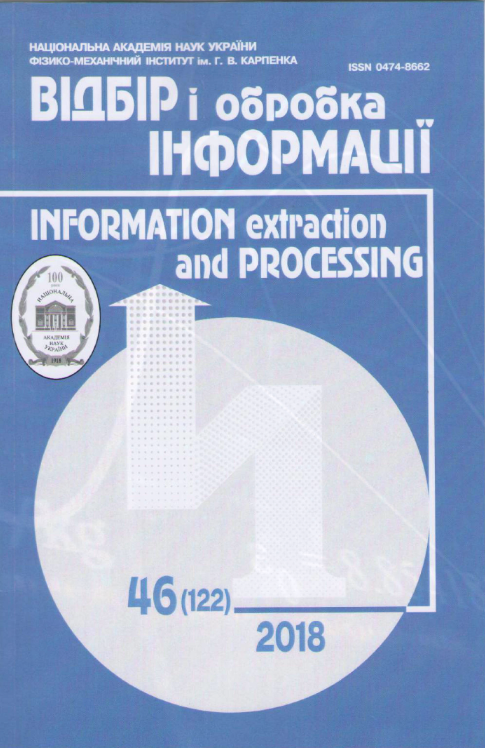 НАЦІОНАЛЬНА АКАДЕМІЯ НАУК УКРАЇНИ
ФІЗИКО-МЕХАНІЧНИЙ ІНСТИТУТ ім. Г. В. КАРПЕНКА
ISSN 0474-8662
ВІДБІР і обробка
ІНФОРМАЦІЇ
INFORMATION extraction
and PROCESSING
100
НАЦІОНАЛЬНА
АКАДЕМІЯ
НАУК
УКРАЇНИ
1918
46 (122)
2018